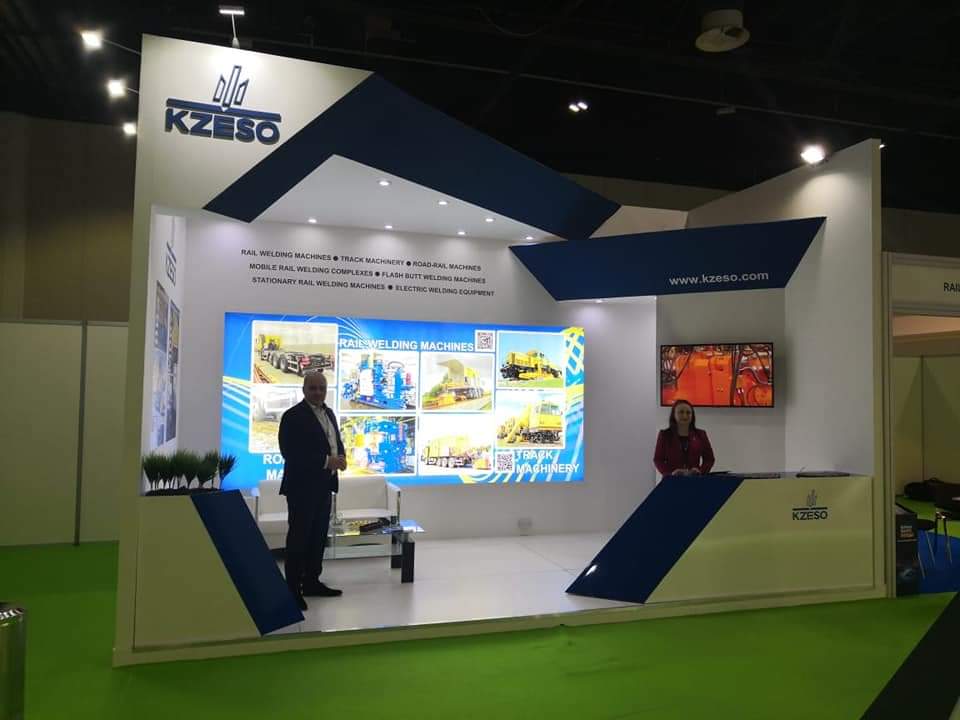 KZESO
RAIL WELDING MACHINES ● TRACK MACHINERY ● ROAD-RAIL MACHINES
MOBILE RAIL WELDING COMPLEXES ● FLASH BUTT WELDING MACHINES
STATIONARY RAIL WELDING MACHINES ● ELECTRIC WELDING EQUIPMENT
www.kzeso.com
RAIL
RAIL WELDING MACHINES
TRACK
MACHINERY
KZESO